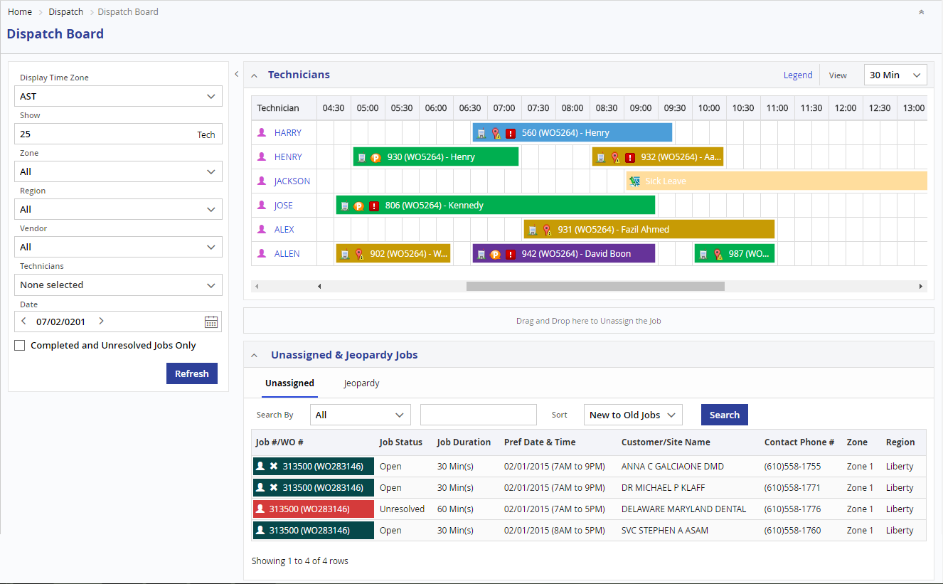 Home > Dispatch > Dispatch Board
Dispatch Board
Display Time Zone
AST
Show
25 Tech
Zone
All
Region
All
Vendor
All
Technicians
None selected
Date
07/02/0201
Completed and Unresolved Jobs Only
Refresh
Technicians Legend View 30 Min
Technician 04:30 05:00 05:30 06:00 06:30 07:00 07:30 08:00 08:30 09:00 09:30 10:00 10:30 11:00 11:30 12:00 12:30 13:00
HARRY 560 (WO5264) - Henry
HENRY 930 (WO5264) - Henry 932 (WO5264) - Aa...
JACKSON Sick Leave
JOSE 806 (WO5264) - Kennedy
ALEX 931 (WO5264) - Fazil Ahmed
ALLEN 902 (WO5264) - W... 942 (WO5264) - David Boon 987 (WO...
Drag and Drop here to Unassign the Job
Unassigned & Jeopardy Jobs
Unassigned Jeopardy
Search By All Sort New to Old Jobs Search
Job #/WO # Job Status Job Duration Pref Date & Time Customer/Site Name Contact Phone # Zone Region
313500 (WO283146) Open 30 Min(s) 02/01/2015 (7AM to 9PM) ANNA C GALCIAONE DMD (610)558-1755 Zone 1 Liberty
313500 (WO283146) Open 30 Min(s) 02/01/2015 (7AM to 9PM) DR MICHAEL P KLAFF (610)558-1771 Zone 1 Liberty
313500 (WO283146) Unresolved 60 Min(s) 02/01/2015 (7AM to 5PM) DELAWARE MARYLAND DENTAL (610)558-1776 Zone 1 Liberty
313500 (WO283146) Open 30 Min(s) 02/01/2015 (8AM to 5PM) SVC STEPHEN A ASAM (610)558-1760 Zone 1 Liberty
Showing 1 to 4 of 4 rows